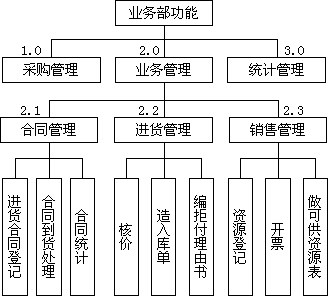 业务部功能
1.0
2.0
3.0
采购管理
业务管理
统计管理
2.1
2.2
2.3
合同管理
进货管理
销售管理
进货合同登记
合同到货处理
合同统计
核价
造入库单
编拒付理由书
资源登记
开票
做可供资源表